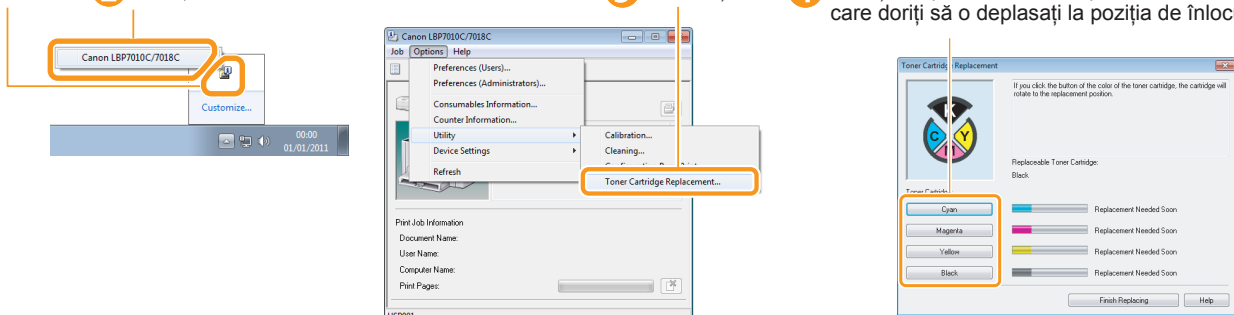 care doriți să o deplasați la poziția de
Canon LBP7010C/7018C
Customize...
00:00
01/01/2011
Canon LBP7010C/7018C
Job Options Help
Preferences (Users)...
Preferences (Administrators)...
Consumables Information...
Counter Information...
Utility
Device Settings
Refresh
Calibration...
Cleaning...
Toner Cartridge Replacement...
Print Job Information
Document Name:
User Name:
Computer Name:
Print Pages:
Toner Cartridge Replacement
If you click the button of the color of the toner cartridge, the cartridge will
rotate to the replacement position.
K
C Y
M
Replaceable Toner Cartridge:
Black
Cyan Replacement Needed Soon
Magenta Replacement Needed Soon
Yellow Replacement Needed Soon
Black Replacement Needed Soon
Finish Replacing Help